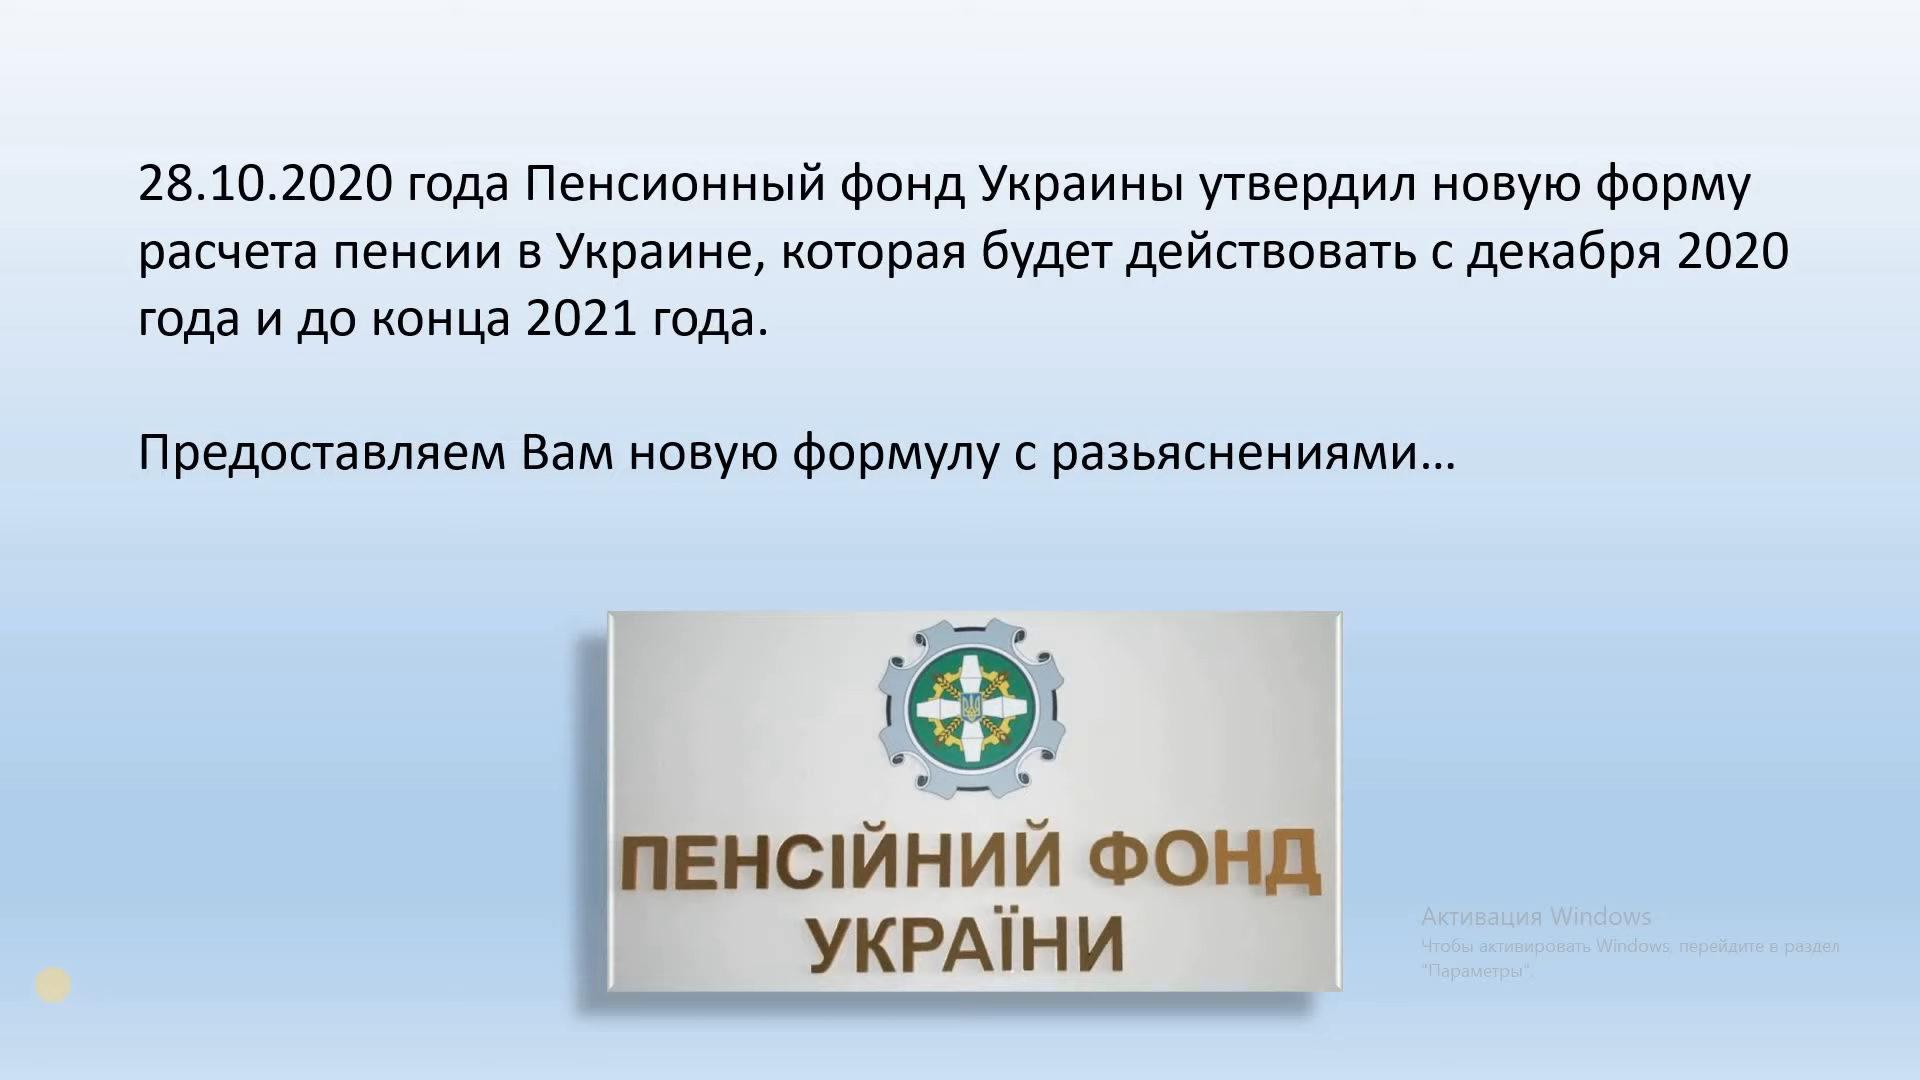 28.10.2020 года Пенсионный фонд Украины утвердил новую форму
расчета пенсии в Украине, которая будет действовать с декабря 2020
года и до конца 2021 года.
Предоставляем Вам новую формулу с разьяснениями...
ПЕНСІЙНИЙ ФОНД
УКРАЇНИ
Активация Windows
Чтобы активировать Windows, перейдите в раздел
"Параметры".